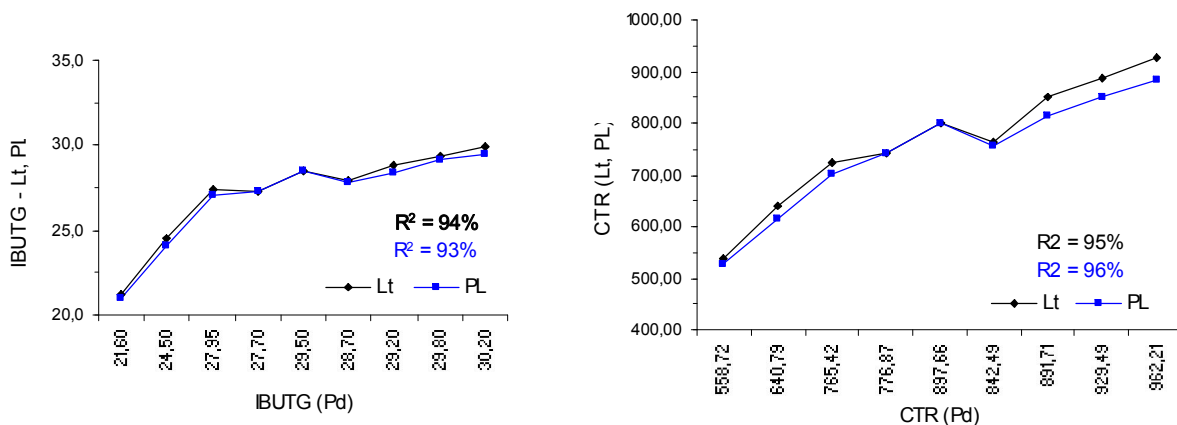 35,0
30,0
25,0
20,0
IBUTG - Lt, PL
R² = 94%
R² = 93%
Lt PL
21,60 24,50 27,95 27,70 29,50 28,70 29,20 29,80 30,20
IBUTG (Pd)
1000,00
900,00
800,00
700,00
600,00
500,00
400,00
CTR (Lt, PL)
R2 = 95%
R2 = 96%
Lt PL
558,72 640,79 765,42 776,87 897,66 842,49 891,71 929,49 962,21
CTR (Pd)